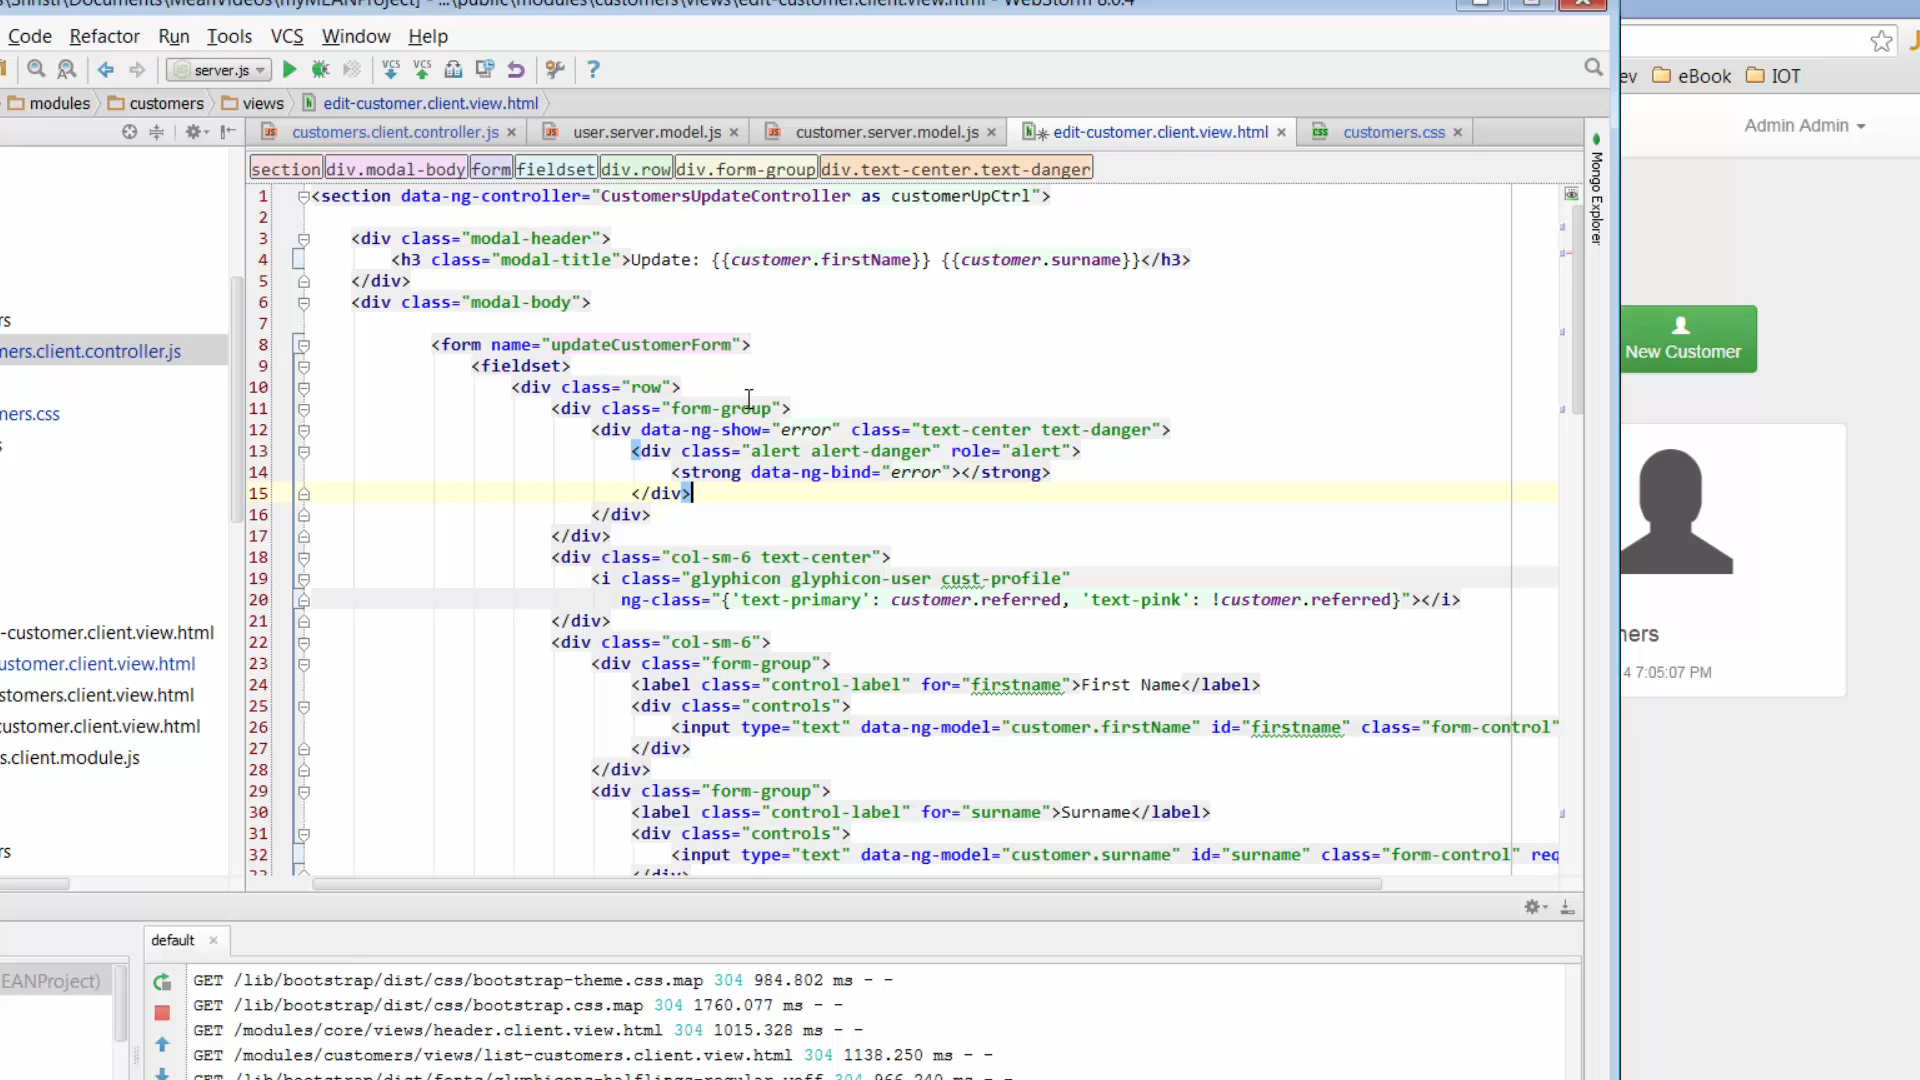 Code Refactor Run Tools VCS Window Help
server.js
VCS VCS
ev eBook IOT
modules customers views edit-customer.client.view.html
customers.client.controller.js user.server.model.js customer.server.model.js edit-customer.client.view.html customers.css
Admin Admin
section div.modal-body form fieldset div.row div.form-group div.text-center.text-danger
Mongo Explorer
1 <section data-ng-controller="CustomersUpdateController as customerUpCtrl">
2
3 <div class="modal-header">
4 <h3 class="modal-title">Update: {{customer.firstName}} {{customer.surname}}</h3>
5 </div>
6 <div class="modal-body">
7
8 <form name="updateCustomerForm">
9 <fieldset>
10 <div class="row">
11 <div class="form-group">
12 <div data-ng-show="error" class="text-center text-danger">
13 <div class="alert alert-danger" role="alert">
14 <strong data-ng-bind="error"></strong>
15 </div>
16 </div>
17 </div>
18 <div class="col-sm-6 text-center">
19 <i class="glyphicon glyphicon-user cust-profile"
20 ng-class="{'text-primary': customer.referred, 'text-pink': !customer.referred}"></i>
21 </div>
22 <div class="col-sm-6">
23 <div class="form-group">
24 <label class="control-label" for="firstname">First Name</label>
25 <div class="controls">
26 <input type="text" data-ng-model="customer.firstName" id="firstname" class="form-control"
27 </div>
28 </div>
29 <div class="form-group">
30 <label class="control-label" for="surname">Surname</label>
31 <div class="controls">
32 <input type="text" data-ng-model="customer.surname" id="surname" class="form-control" req
rs
mers.client.controller.js
mers.css
s
-customer.client.view.html
ustomer.client.view.html
stomers.client.view.html
customer.client.view.html
s.client.module.js
rs
New Customer
mers
4 7:05:07 PM
default
EANProject)
GET /lib/bootstrap/dist/css/bootstrap-theme.css.map 304 984.802 ms - -
GET /lib/bootstrap/dist/css/bootstrap.css.map 304 1760.077 ms - -
GET /modules/core/views/header.client.view.html 304 1015.328 ms - -
GET /modules/customers/views/list-customers.client.view.html 304 1138.250 ms - -